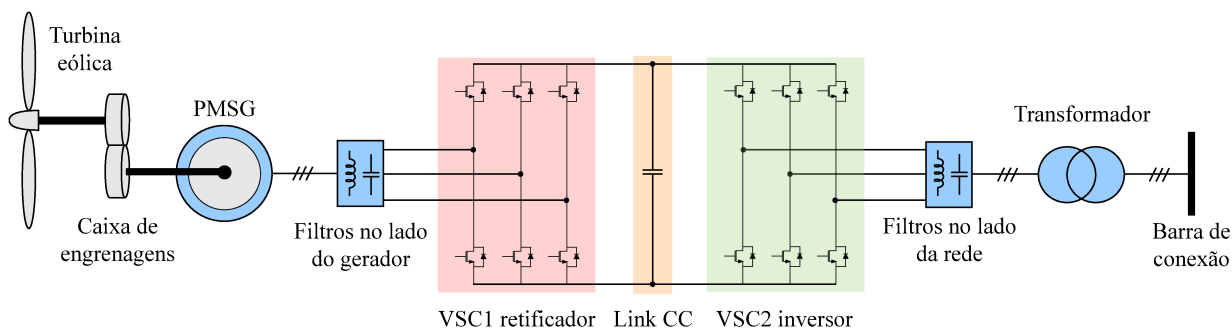 Turbina
eólica
PMSG
Caixa de
engrenagens
Filtros no lado
do gerador
VSC1 retificador
Link CC
VSC2 inversor
Filtros no lado
da rede
Transformador
Barra de
conexão